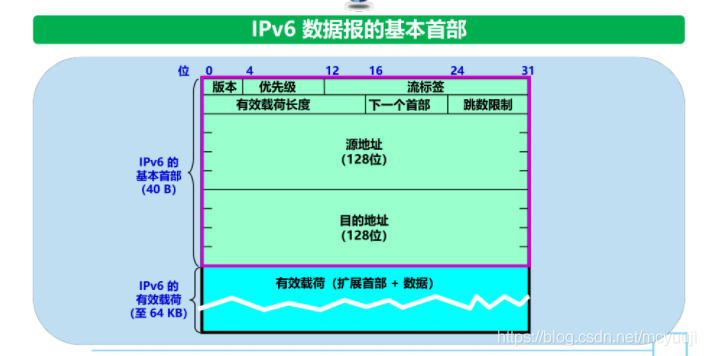 IPv6 数据报的基本首部
位 0 4 12 16 24 31
版本 优先级 流标签
有效载荷长度 下一个首部 跳数限制
源地址
(128位)
IPv6 的
基本首部
(40 B)
目的地址
(128位)
IPv6 的
有效载荷
(至 64 KB)
有效载荷（扩展首部 + 数据）
https://blog.csdn.net/mcyuuji